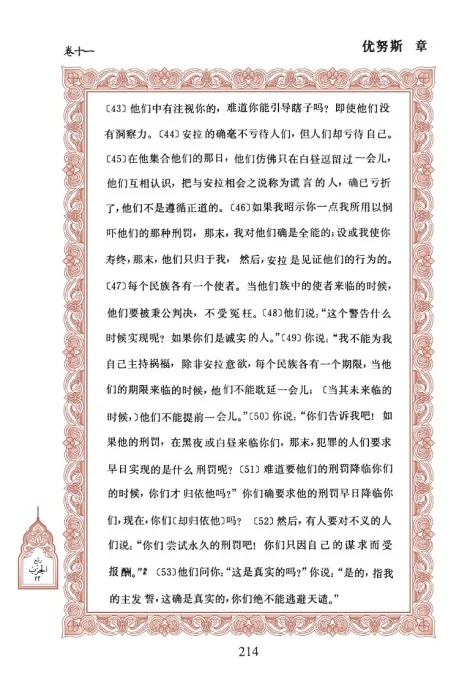 卷十一
优努斯 章
〔43〕他们中有注视你的，难道你能引导瞎子吗？即使他们没
有洞察力。〔44〕安拉的确毫不亏待人们，但人们却亏待自己。
〔45〕在他集合他们的那日，他们仿佛只在白昼逗留过一会儿，
他们互相认识，把与安拉相会之说称为谎言的人，确已亏折
了，他们不是遵循正道的。〔46〕如果我昭示你一点我所用以恫
吓他们的那种刑罚，那末，我对他们确是全能的；设或我使你
寿终，那末，他们只归于我，然后，安拉是见证他们的行为的。
〔47〕每个民族各有一个使者。当他们族中的使者来临的时候，
他们要被秉公判决，不受冤枉。〔48〕他们说：“这个警告什么
时候实现呢？如果你们是诚实的人。”〔49〕你说：“我不能为我
自己主持祸福，除非安拉意欲，每个民族各有一个期限，当他
们的期限来临的时候，他们不能耽延一会儿；〔当其未来临的
时候，〕他们不能提前一会儿。”〔50〕你说：“你们告诉我吧！如
果他的刑罚，在黑夜或白昼来临你们，那末，犯罪的人们要求
早日实现的是什么刑罚呢？〔51〕难道要他们的刑罚降临你们
的时候，你们才归依他吗？”你们确要求他的刑罚早日降临你
们，现在，你们〔却归依他〕吗？〔52〕然后，有人要对不义的人
们说：“你们尝试永久的刑罚吧！你们只因自己的谋求而受
报酬。”〔53〕他们问你：“这是真实的吗？”你说：“是的，指我
的主发誓，这确是真实的，你们绝不能逃避天谴。”
ربع
الحزب
٢٢
214